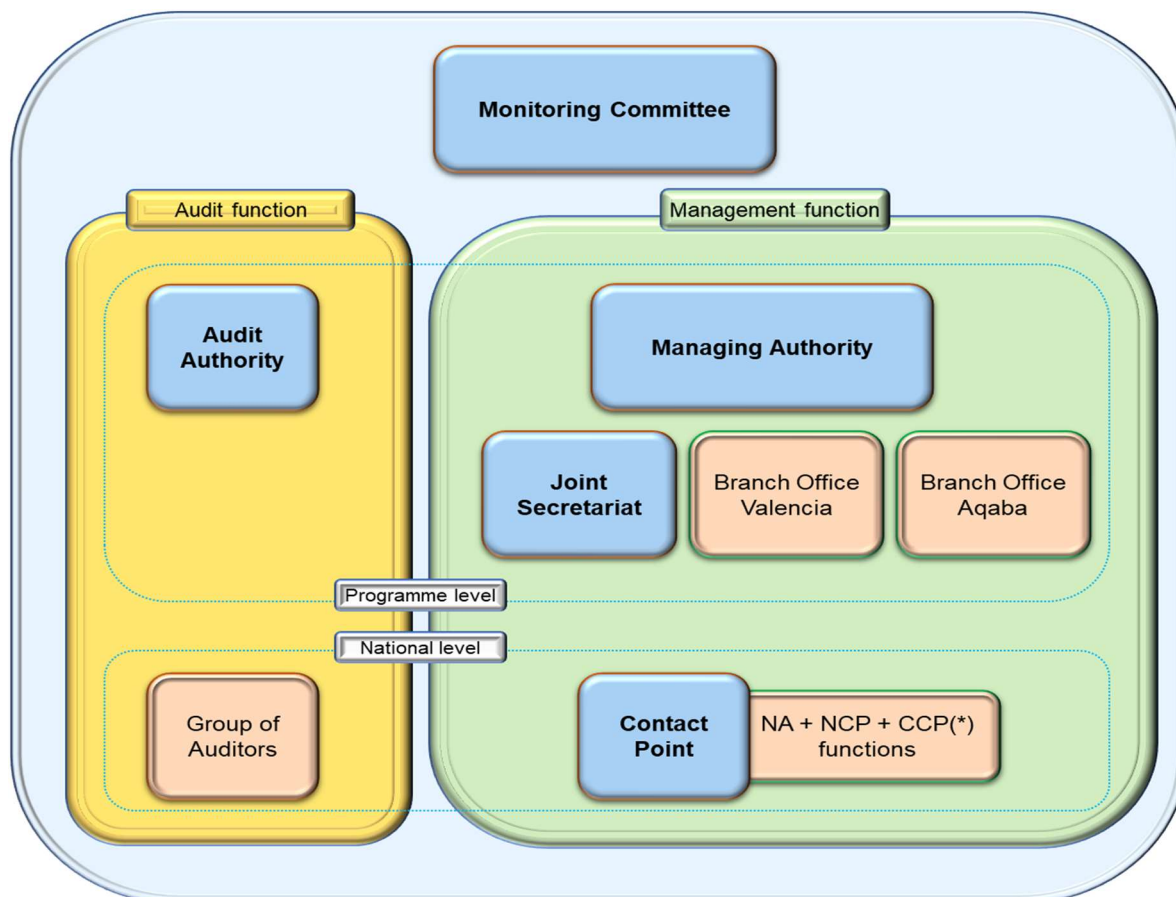 Monitoring Committee
Audit function
Management function
Audit
Authority
Managing Authority
Joint
Secretariat
Branch Office
Valencia
Branch Office
Aqaba
Programme level
National level
Group of
Auditors
Contact
Point
NA + NCP + CCP(*)
functions